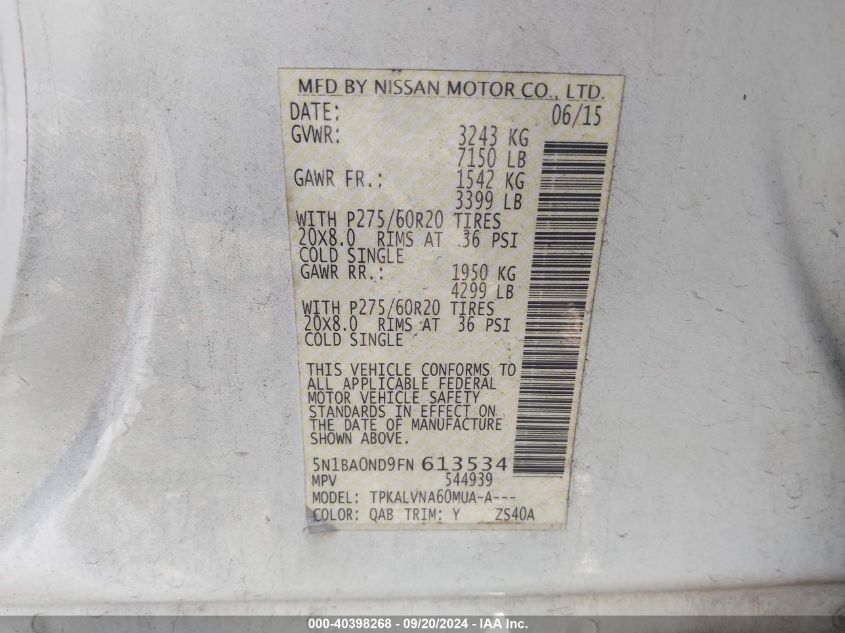 MFD BY NISSAN MOTOR CO., LTD.
DATE: 06/15
GVWR: 3243 KG
7150 LB
GAWR FR.: 1542 KG
3399 LB
WITH P275/60R20 TIRES
20X8.0 RIMS AT 36 PSI
COLD SINGLE
GAWR RR.: 1950 KG
4299 LB
WITH P275/60R20 TIRES
20X8.0 RIMS AT 36 PSI
COLD SINGLE
THIS VEHICLE CONFORMS TO
ALL APPLICABLE FEDERAL
MOTOR VEHICLE SAFETY
STANDARDS IN EFFECT ON
THE DATE OF MANUFACTURE
SHOWN ABOVE.
5N1BA0ND9FN 613534
MPV 544939
MODEL: TPKALVNA60MUA-A---
COLOR: QAB TRIM: Y ZS40A
000-40398268 - 09/20/2024 - IAA Inc.